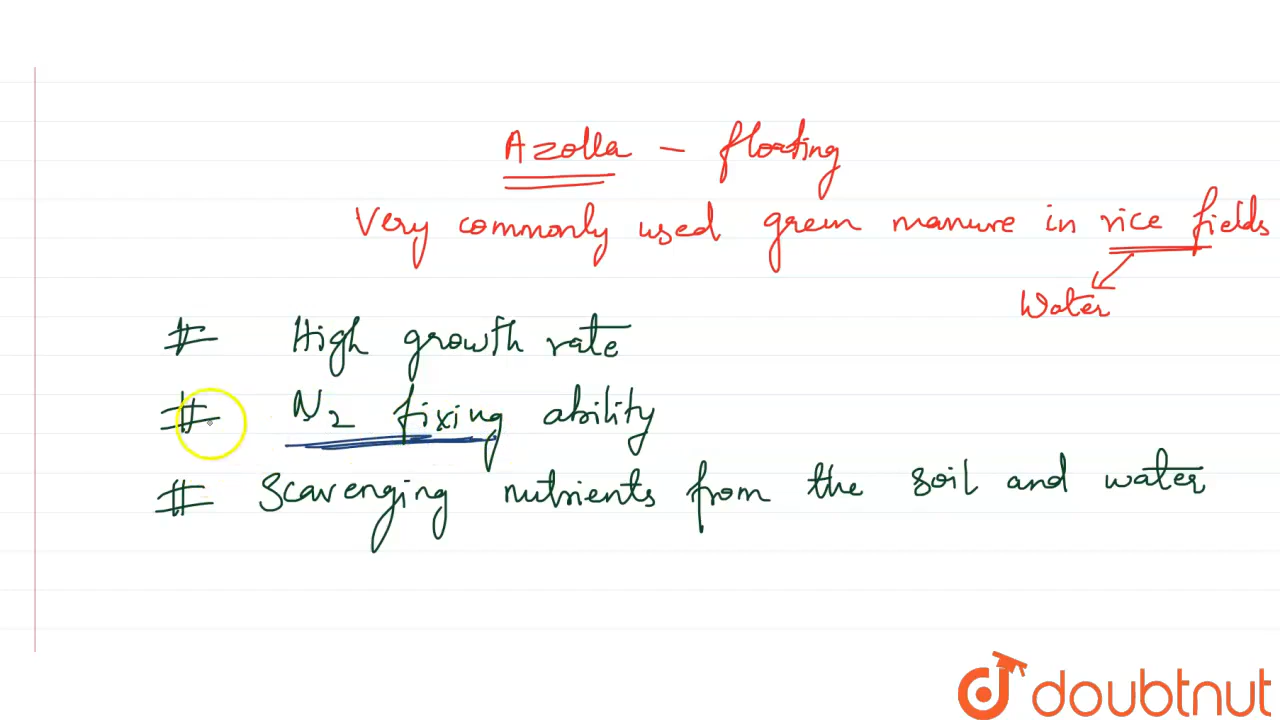 Azolla - floating
Very commonly used green manure in rice fields
Water
# High growth rate
# N2 fixing ability
# Scavenging nutrients from the soil and water
doubtnut